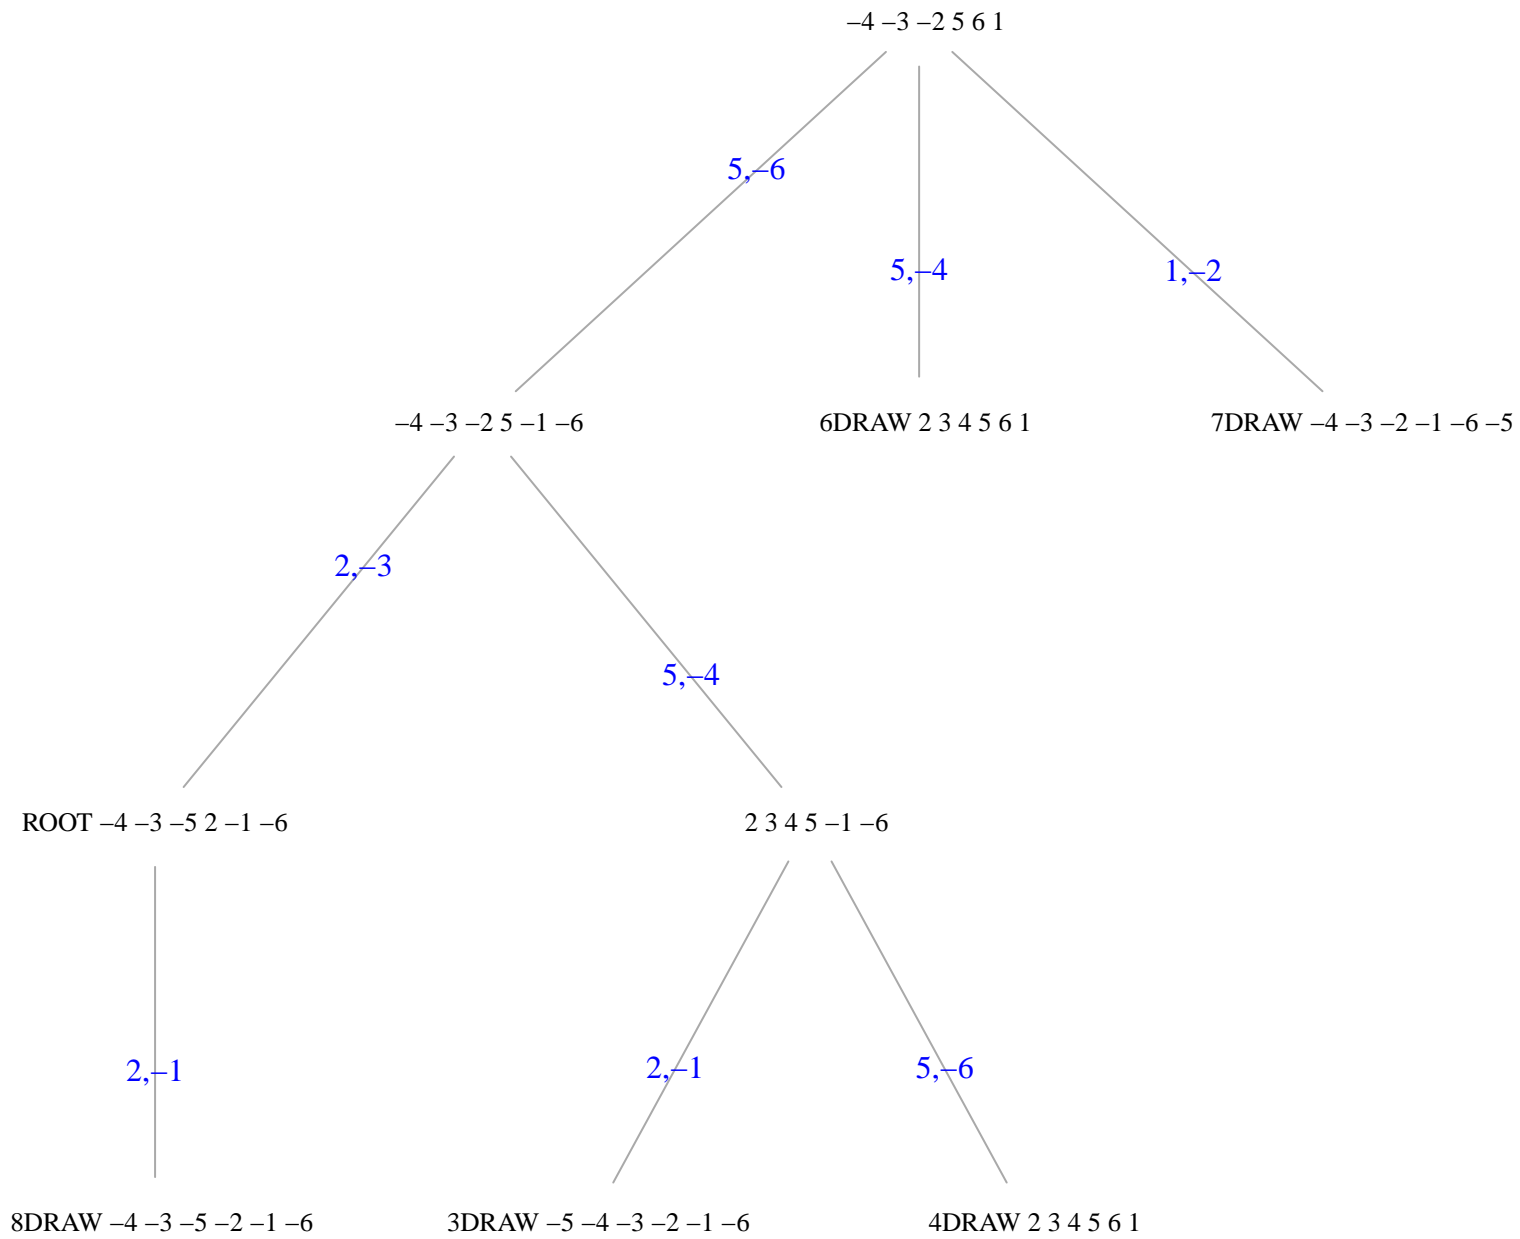 –4 –3 –2 5 6 1
5,–6
5,–4
1,–2
–4 –3 –2 5 –1 –6
6DRAW 2 3 4 5 6 1
7DRAW –4 –3 –2 –1 –6 –5
2,–3
5,–4
ROOT –4 –3 –5 2 –1 –6
2 3 4 5 –1 –6
2,–1
2,–1
5,–6
8DRAW –4 –3 –5 –2 –1 –6
3DRAW –5 –4 –3 –2 –1 –6
4DRAW 2 3 4 5 6 1